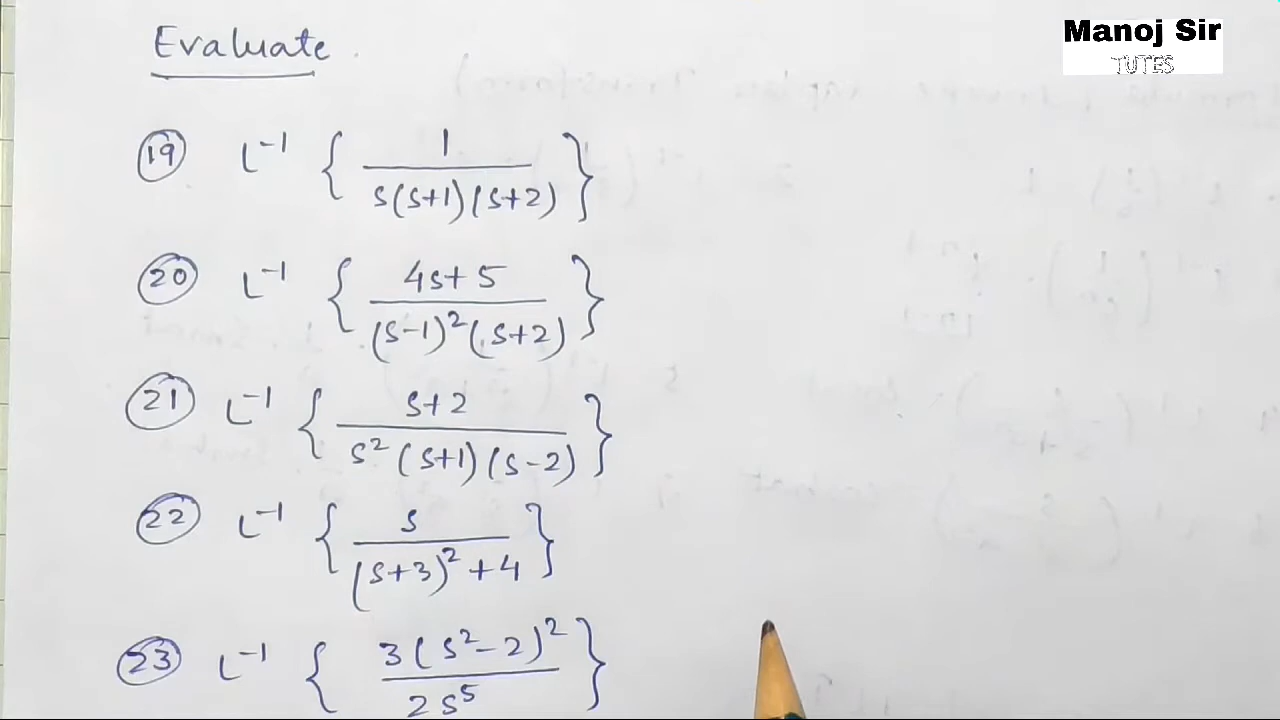 Manoj Sir
TUTES
Evaluate
(19) L⁻¹ { 1 / s(s+1)(s+2) }
(20) L⁻¹ { 4s+5 / (s-1)²(s+2) }
(21) L⁻¹ { s+2 / s²(s+1)(s-2) }
(22) L⁻¹ { s / (s+3)²+4 }
(23) L⁻¹ { 3(s²-2)² / 2s⁵ }